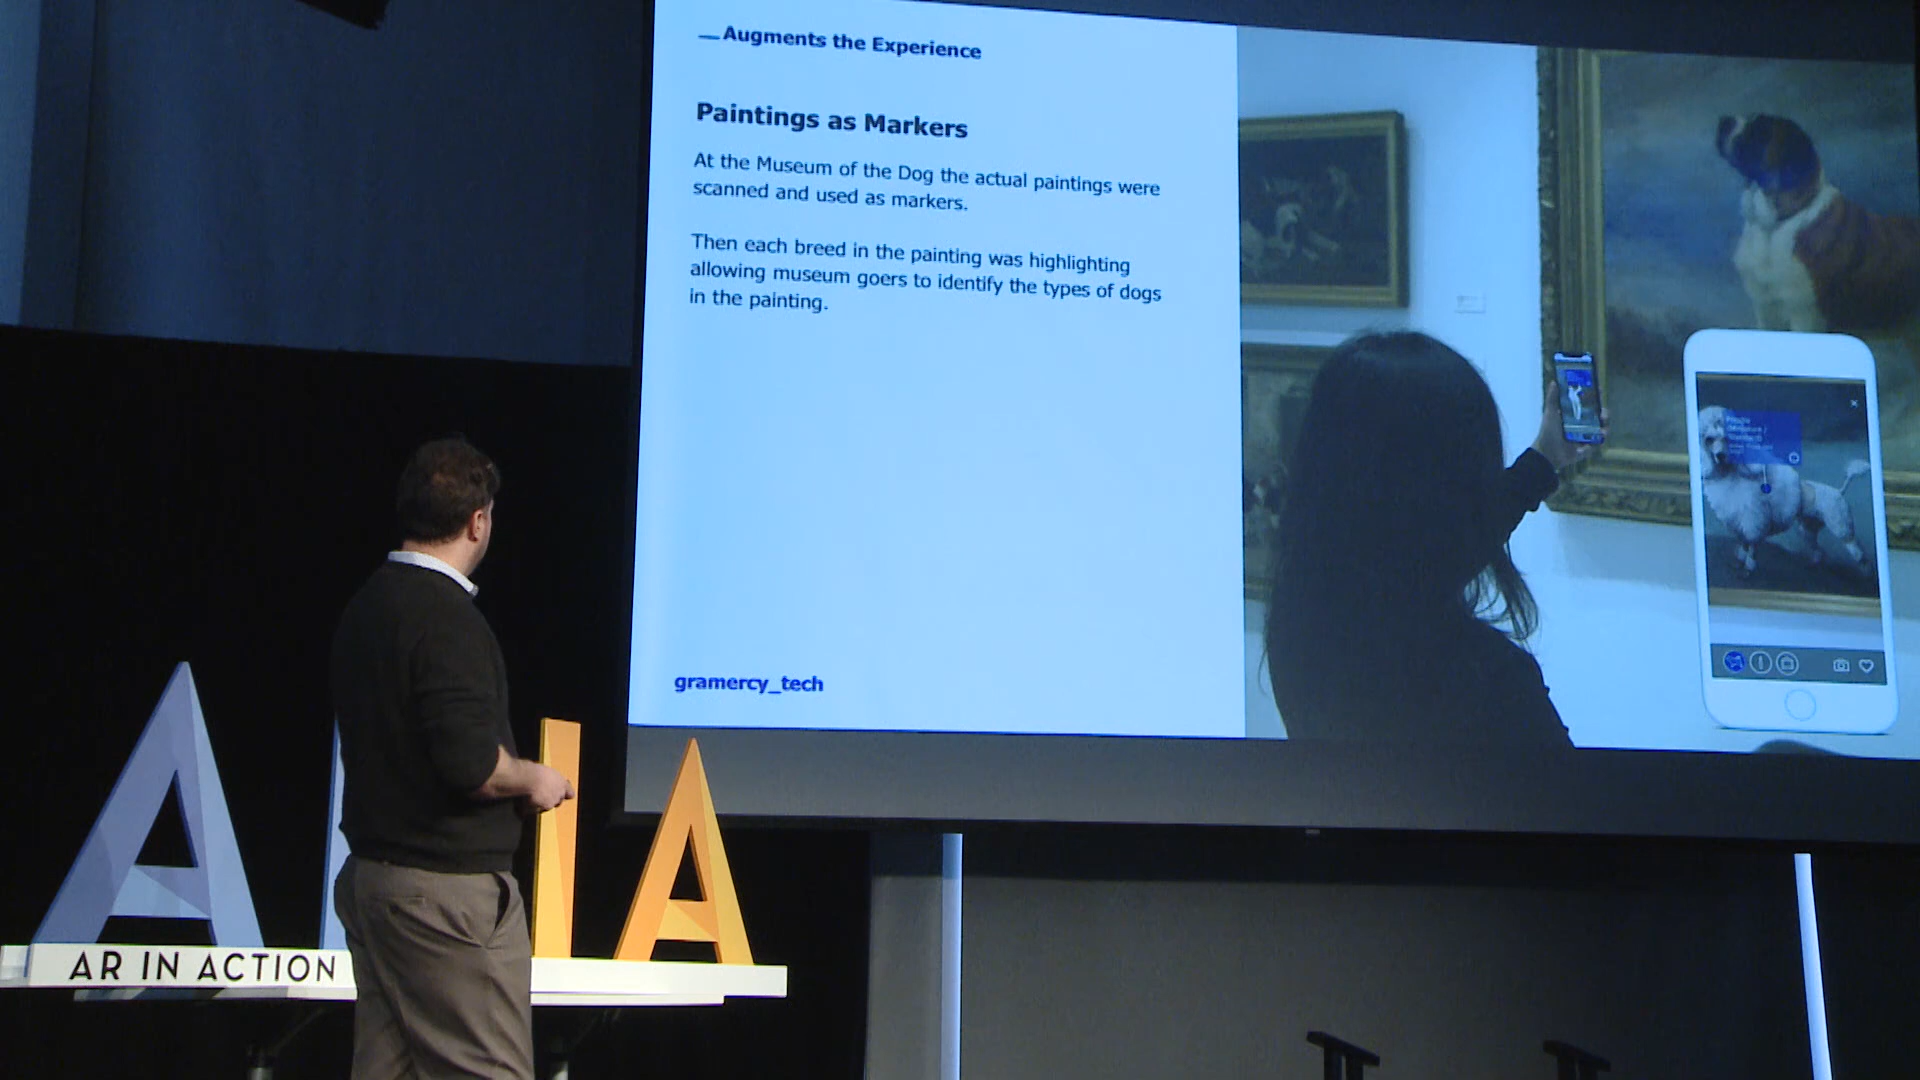 _Augments the Experience
Paintings as Markers
At the Museum of the Dog the actual paintings were
scanned and used as markers.
Then each breed in the painting was highlighting
allowing museum goers to identify the types of dogs
in the painting.
gramercy_tech
A I A
AR IN ACTION